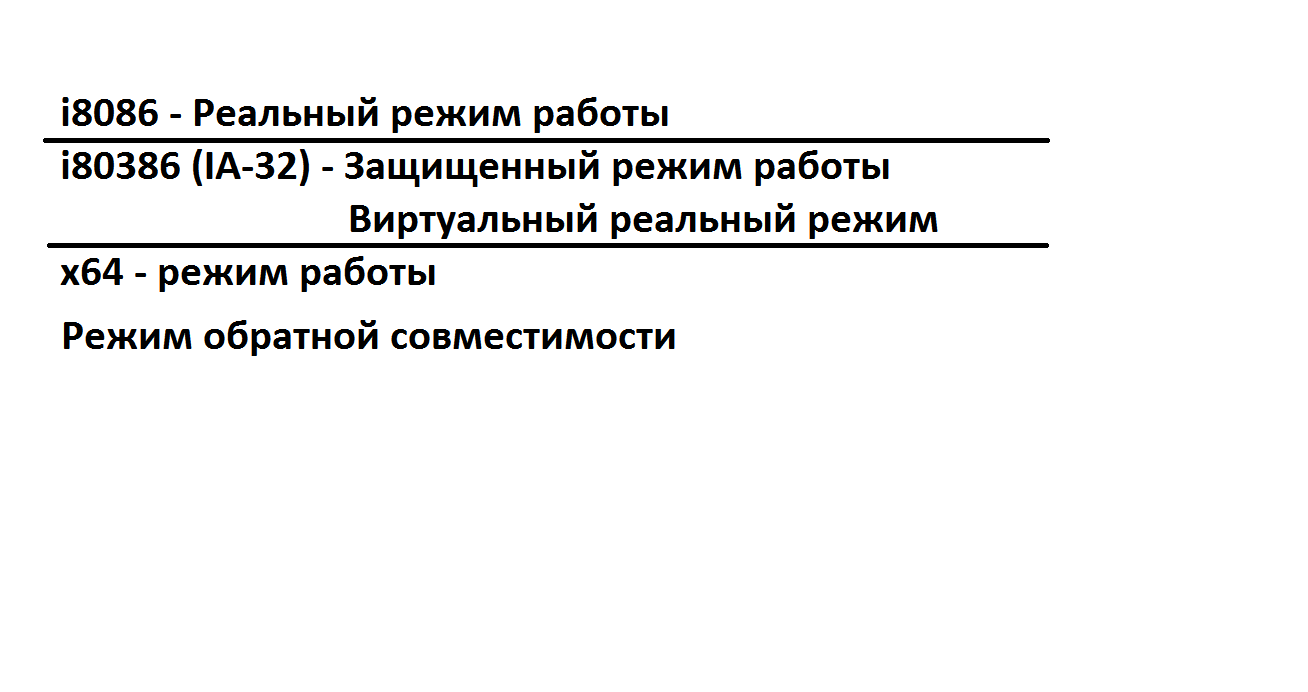 i8086 - Реальный режим работы
i80386 (IA-32) - Защищенный режим работы
Виртуальный реальный режим
x64 - режим работы
Режим обратной совместимости